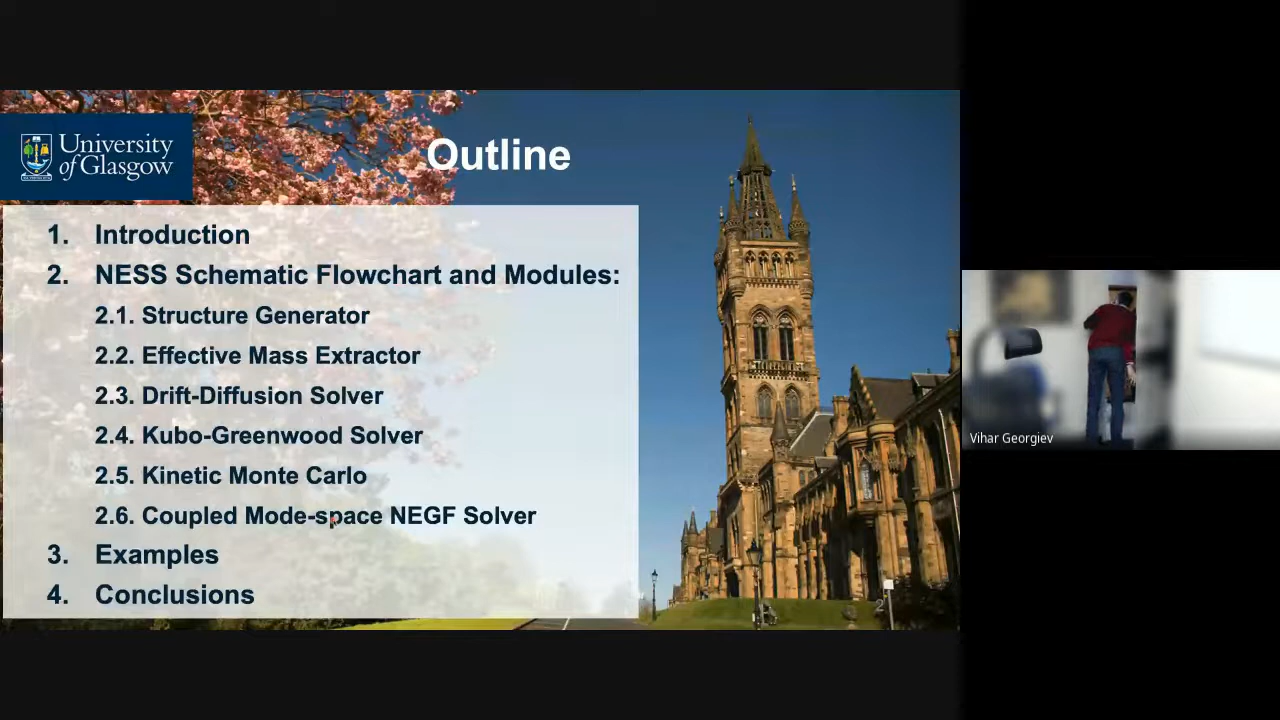 University
of Glasgow
Outline
1. Introduction
2. NESS Schematic Flowchart and Modules:
2.1. Structure Generator
2.2. Effective Mass Extractor
2.3. Drift-Diffusion Solver
2.4. Kubo-Greenwood Solver
2.5. Kinetic Monte Carlo
2.6. Coupled Mode-space NEGF Solver
3. Examples
4. Conclusions
2
Vihar Georgiev